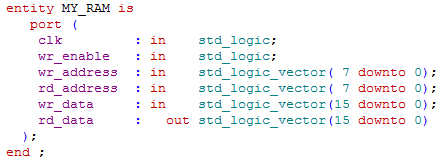 entity MY_RAM is
port (
clk : in std_logic;
wr_enable : in std_logic;
wr_address : in std_logic_vector( 7 downto 0);
rd_address : in std_logic_vector( 7 downto 0);
wr_data : in std_logic_vector(15 downto 0);
rd_data : out std_logic_vector(15 downto 0)
);
end ;